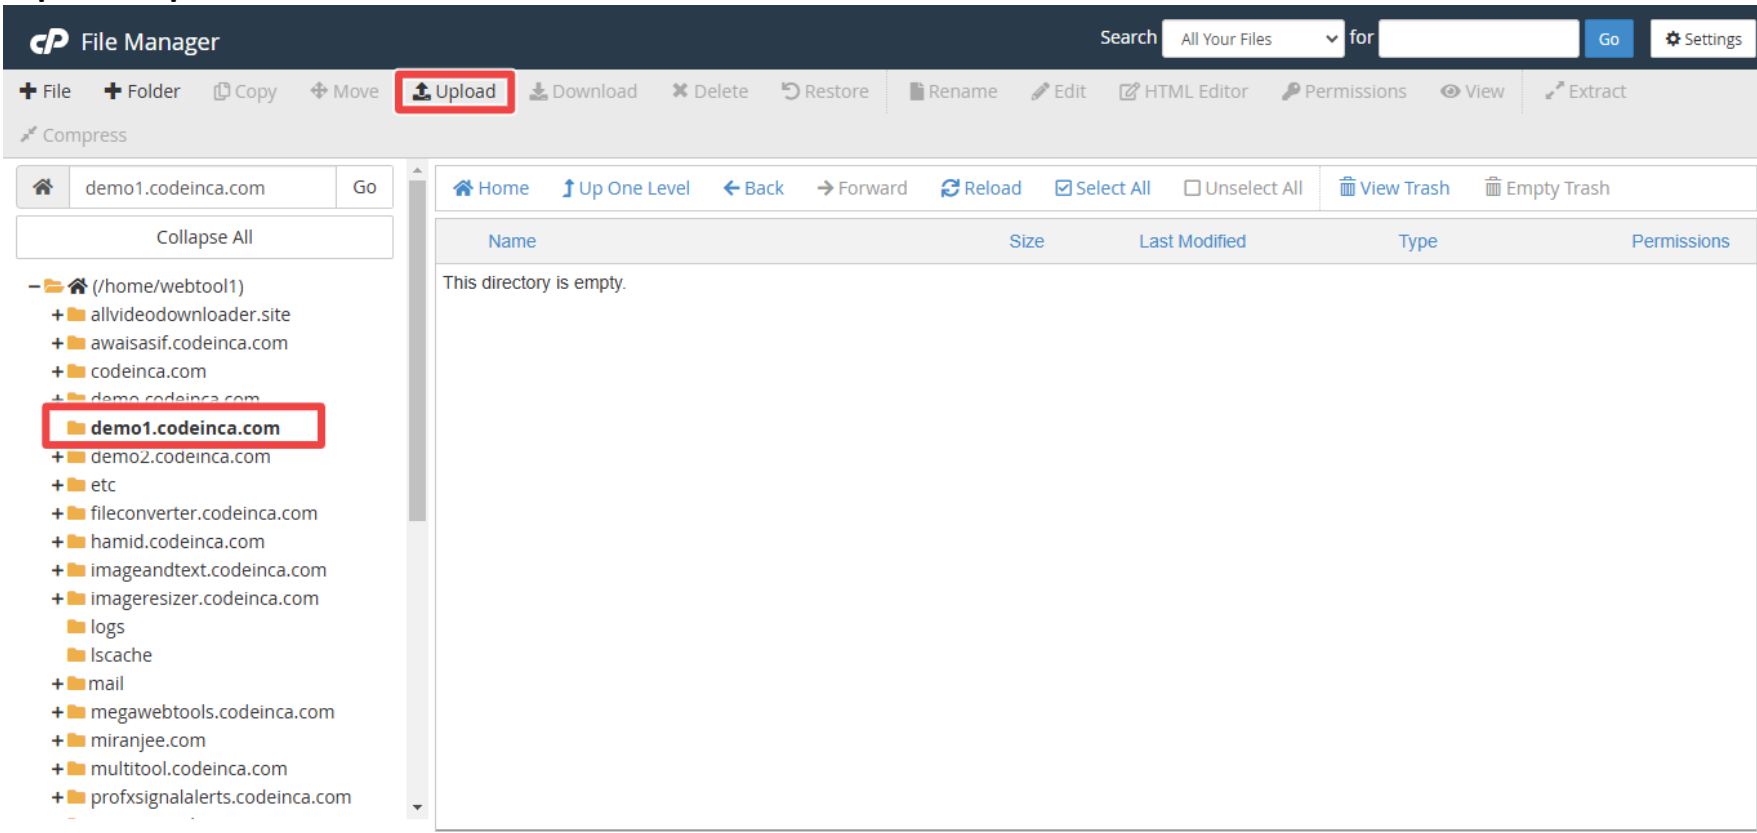 cP File Manager
Search All Your Files for Go Settings
File Folder Copy Move Upload Download Delete Restore Rename Edit HTML Editor Permissions View Extract
Compress
demo1.codeinca.com Go
Home Up One Level Back Forward Reload Select All Unselect All View Trash Empty Trash
Collapse All
Name Size Last Modified Type Permissions
This directory is empty.
(/home/webtool1)
allvideodownloader.site
awaisasif.codeinca.com
codeinca.com
demo.codeinca.com
demo1.codeinca.com
demo2.codeinca.com
etc
fileconverter.codeinca.com
hamid.codeinca.com
imageandtext.codeinca.com
imageresizer.codeinca.com
logs
lscache
mail
megawebtools.codeinca.com
miranjee.com
multitool.codeinca.com
profxsignalalerts.codeinca.com